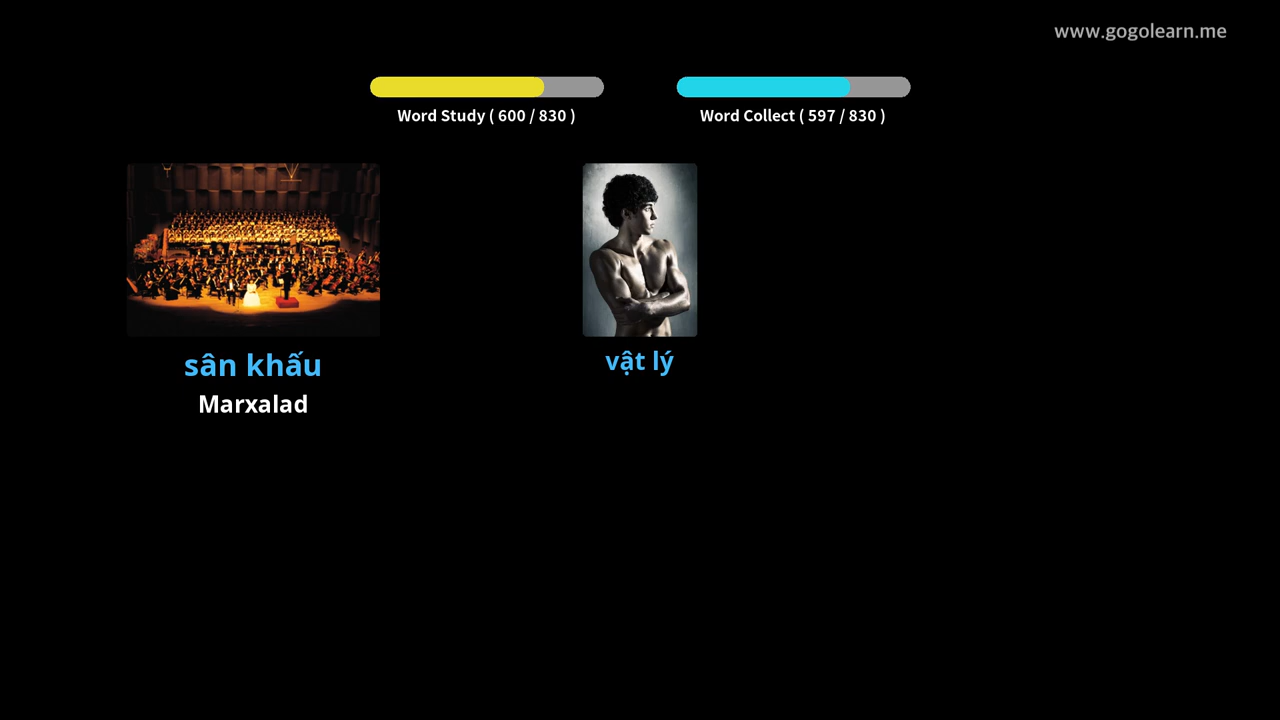 www.gogolearn.me
Word Study ( 600 / 830 )
Word Collect ( 597 / 830 )
sân khấu
Marxalad
vật lý